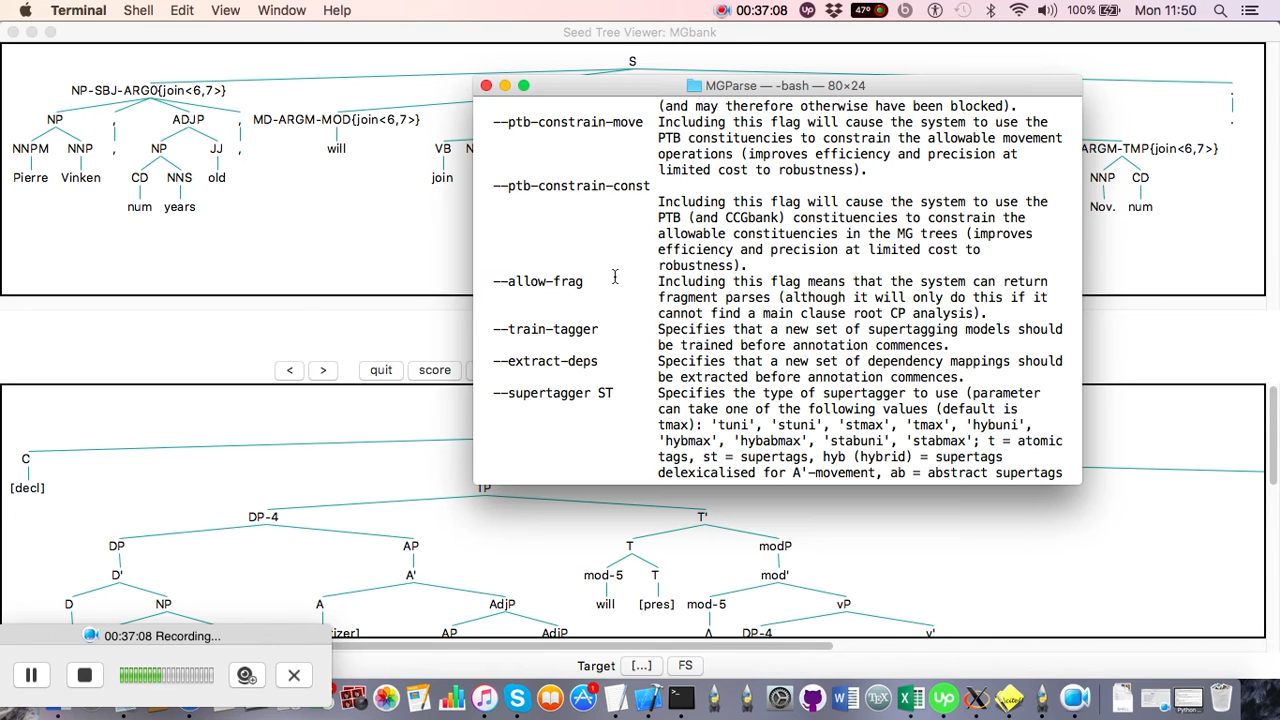 Terminal Shell Edit View Window Help 00:37:08 47° 100% Mon 11:50
Seed Tree Viewer: MGbank
S
NP-SBJ-ARG0{join<6,7>}
NP , ADJP , MD-ARGM-MOD{join<6,7>} .
NNPM NNP , NP JJ , will VB N ARGM-TMP{join<6,7>} .
Pierre Vinken CD NNS old join NNP CD
num years Nov. num
MGParse — -bash — 80×24
(and may therefore otherwise have been blocked).
--ptb-constrain-move Including this flag will cause the system to use the
PTB constituencies to constrain the allowable movement
operations (improves efficiency and precision at
limited cost to robustness).
--ptb-constrain-const
Including this flag will cause the system to use the
PTB (and CCGbank) constituencies to constrain the
allowable constituencies in the MG trees (improves
efficiency and precision at limited cost to
robustness).
--allow-frag Including this flag means that the system can return
fragment parses (although it will only do this if it
cannot find a main clause root CP analysis).
--train-tagger Specifies that a new set of supertagging models should
be trained before annotation commences.
--extract-deps Specifies that a new set of dependency mappings should
be extracted before annotation commences.
--supertagger ST Specifies the type of supertagger to use (parameter
can take one of the following values (default is
tmax): 'tuni', 'stuni', 'stmax', 'tmax', 'hybuni',
'hybmax', 'hybabmax', 'stabuni', 'stabmax'; t = atomic
tags, st = supertags, hyb (hybrid) = supertags
delexicalised for A'-movement, ab = abstract supertags
< > quit score
C
[decl] TP
DP-4 T'
DP AP T modP
D' A' mod-5 T mod'
D NP A AdjP will [pres] mod-5 vP
izer] AP AdjP A DP-4 v'
00:37:08 Recording...
Target [...] FS